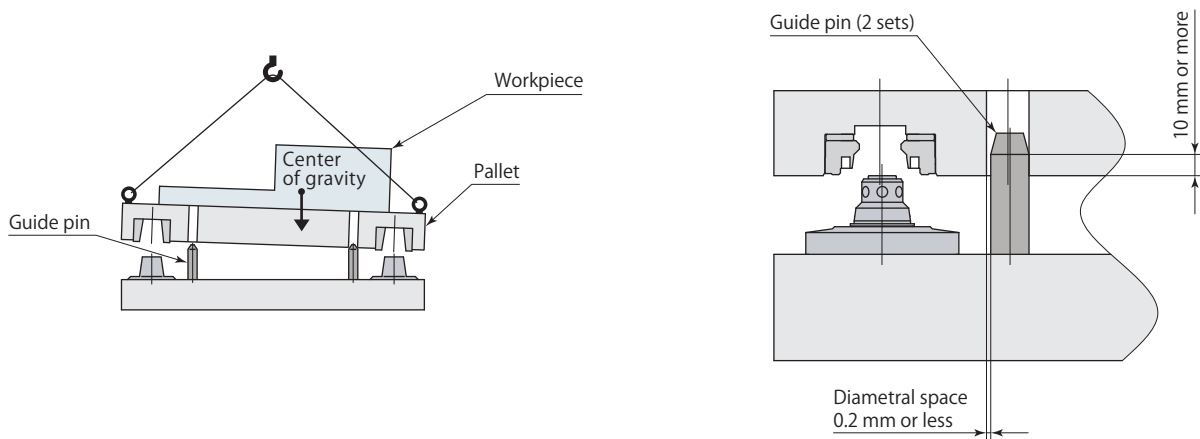 Workpiece
Center
of gravity
Pallet
Guide pin
Guide pin (2 sets)
10 mm or more
Diametral space
0.2 mm or less